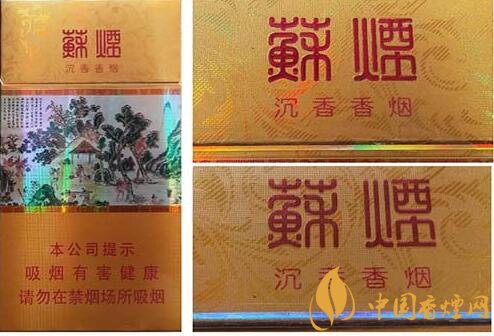 蘇煙
沉香香烟
本公司提示
吸烟有害健康
请勿在禁烟场所吸烟
蘇煙
沉香香烟
蘇煙
沉香香烟
中国香烟网